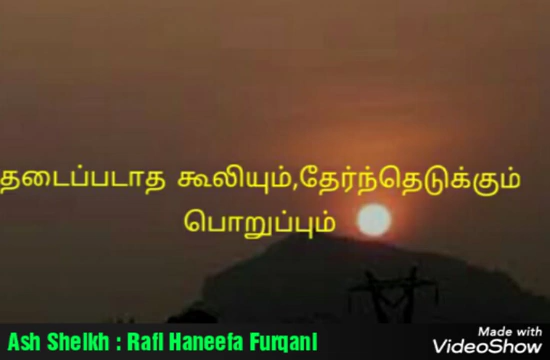 தடைப்படாத கூலியும்,தேர்ந்தெடுக்கும்
பொறுப்பும்
Ash Sheikh : Rafi Haneefa Furqani
Made with
VideoShow